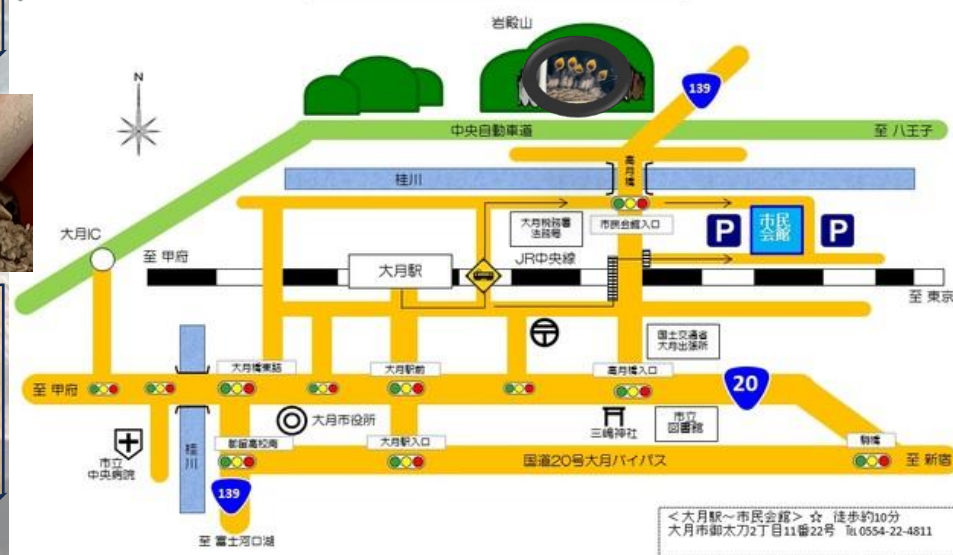 岩殿山
N
139
中央自動車道
至 八王子
高月橋
桂川
大月税務署
法務局
市民会館入口
P
市民
会館
P
大月IC
至 甲府
大月駅
JR中央線
至 東京
国土交通省
大月出張所
大月橋東詰
大月駅前
高月橋入口
至 甲府
20
大月市役所
三嶋神社
市立
図書館
市立
中央病院
桂川
都留高校南
大月駅入口
国道20号大月バイパス
駒橋
至 新宿
139
至 富士河口湖
<大月駅~市民会館> ☆ 徒歩約10分
大月市御太刀2丁目11番22号 ℡0554-22-4811